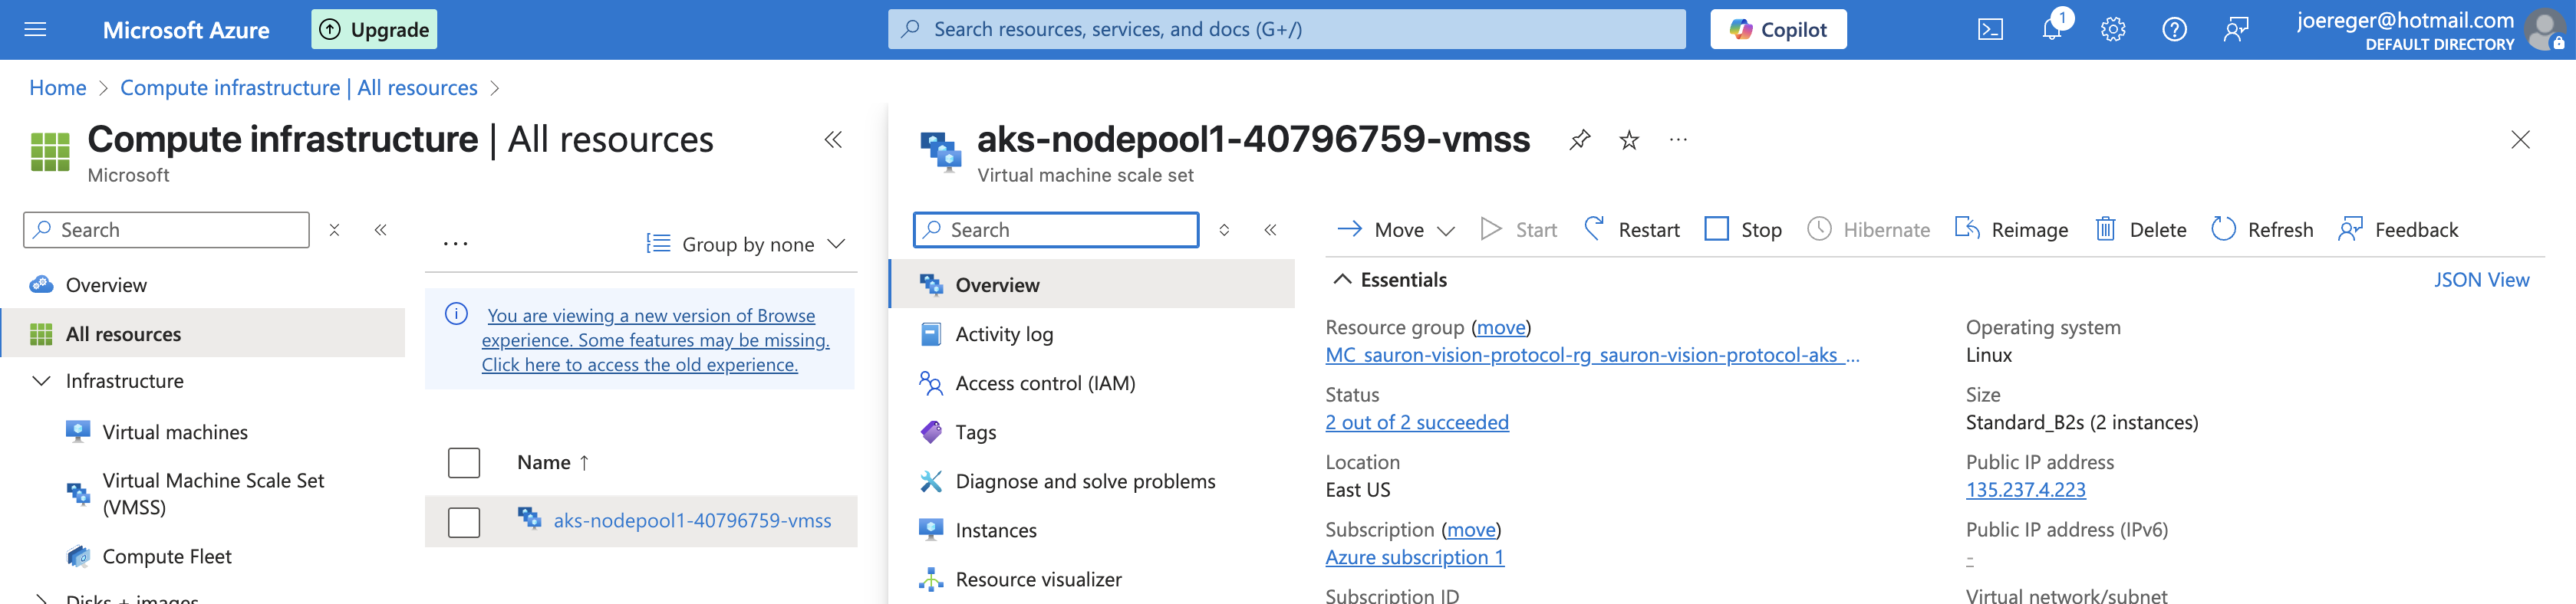 Microsoft Azure
Upgrade
Search resources, services, and docs (G+/)
Copilot
1
joereger@hotmail.com
DEFAULT DIRECTORY
Home > Compute infrastructure | All resources >
Compute infrastructure | All resources
Microsoft
Search
Overview
All resources
Infrastructure
Virtual machines
Virtual Machine Scale Set
(VMSS)
Compute Fleet
Disks + images
...
Group by none
You are viewing a new version of Browse
experience. Some features may be missing.
Click here to access the old experience.
Name ↑
aks-nodepool1-40796759-vmss
aks-nodepool1-40796759-vmss
...
Virtual machine scale set
Search
Overview
Activity log
Access control (IAM)
Tags
Diagnose and solve problems
Instances
Resource visualizer
Move
Start
Restart
Stop
Hibernate
Reimage
Delete
Refresh
Feedback
Essentials
JSON View
Resource group (move)
MC_sauron-vision-protocol-rg_sauron-vision-protocol-aks_...
Status
2 out of 2 succeeded
Location
East US
Subscription (move)
Azure subscription 1
Subscription ID
Operating system
Linux
Size
Standard_B2s (2 instances)
Public IP address
135.237.4.223
Public IP address (IPv6)
-
Virtual network/subnet